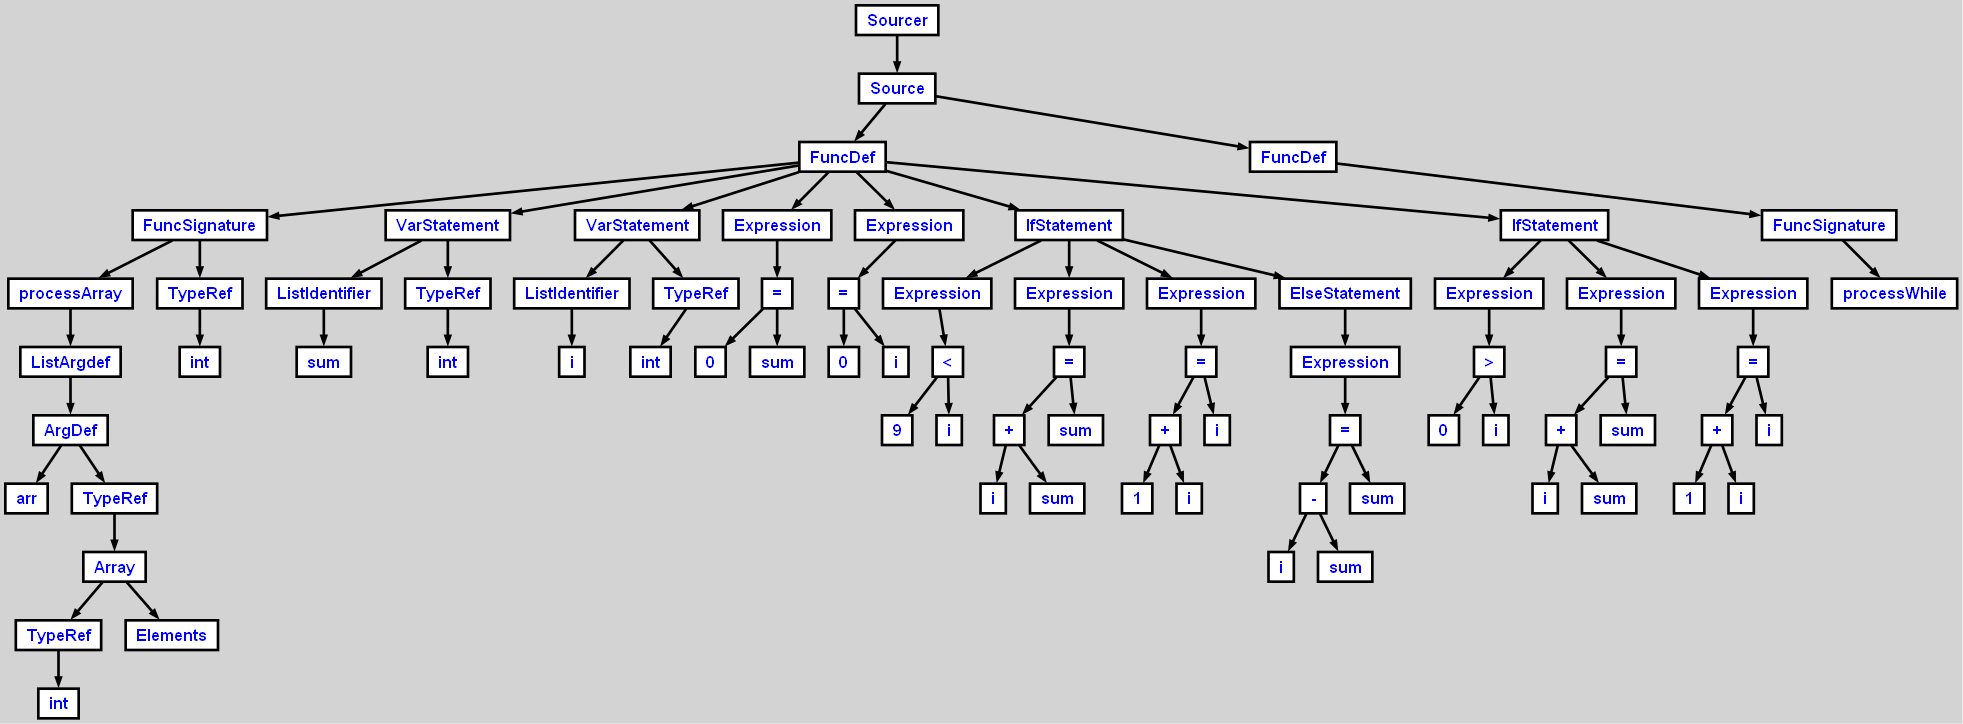 Sourcer
Source
FuncDef FuncDef
FuncSignature VarStatement VarStatement Expression Expression IfStatement IfStatement FuncSignature
processArray TypeRef ListIdentifier TypeRef ListIdentifier TypeRef = = Expression Expression Expression ElseStatement Expression Expression Expression processWhile
ListArgdef int sum int i int 0 sum 0 i < = = Expression > = =
ArgDef 9 i + sum + i = 0 i + sum + i
arr TypeRef i sum 1 i - sum i sum 1 i
Array i sum
TypeRef Elements
int